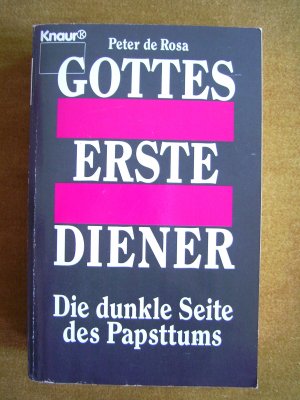 Knaur®
Peter de Rosa
GOTTES
ERSTE
DIENER
Die dunkle Seite
des Papsttums